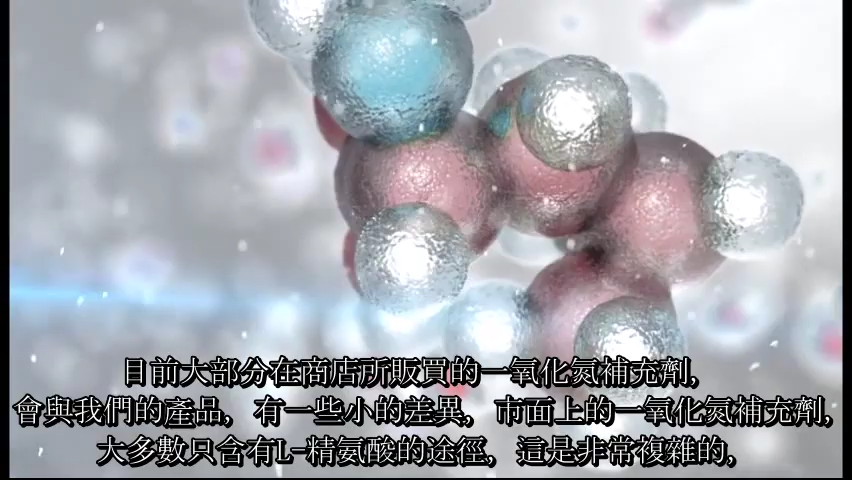 目前大部分在商店所販買的一氧化氮補充劑,
會與我們的產品, 有一些小的差異, 市面上的一氧化氮補充劑,
大多數只含有L-精氨酸的途徑, 這是非常複雜的,